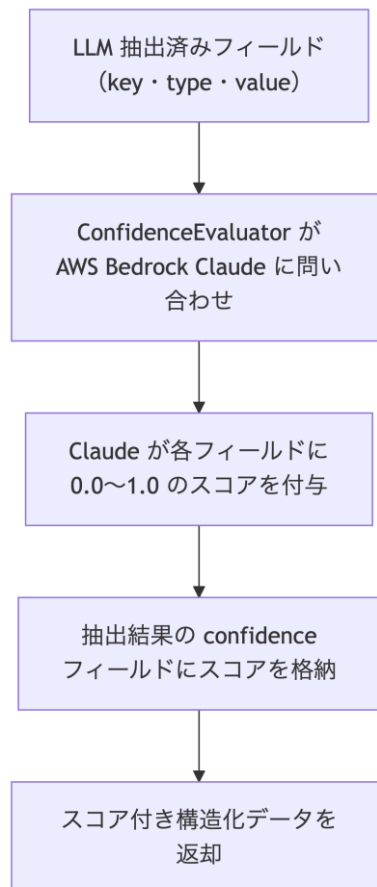 LLM 抽出済みフィールド
（key・type・value）
ConfidenceEvaluator が
AWS Bedrock Claude に問い
合わせ
Claude が各フィールドに
0.0〜1.0 のスコアを付与
抽出結果の confidence
フィールドにスコアを格納
スコア付き構造化データを
返却